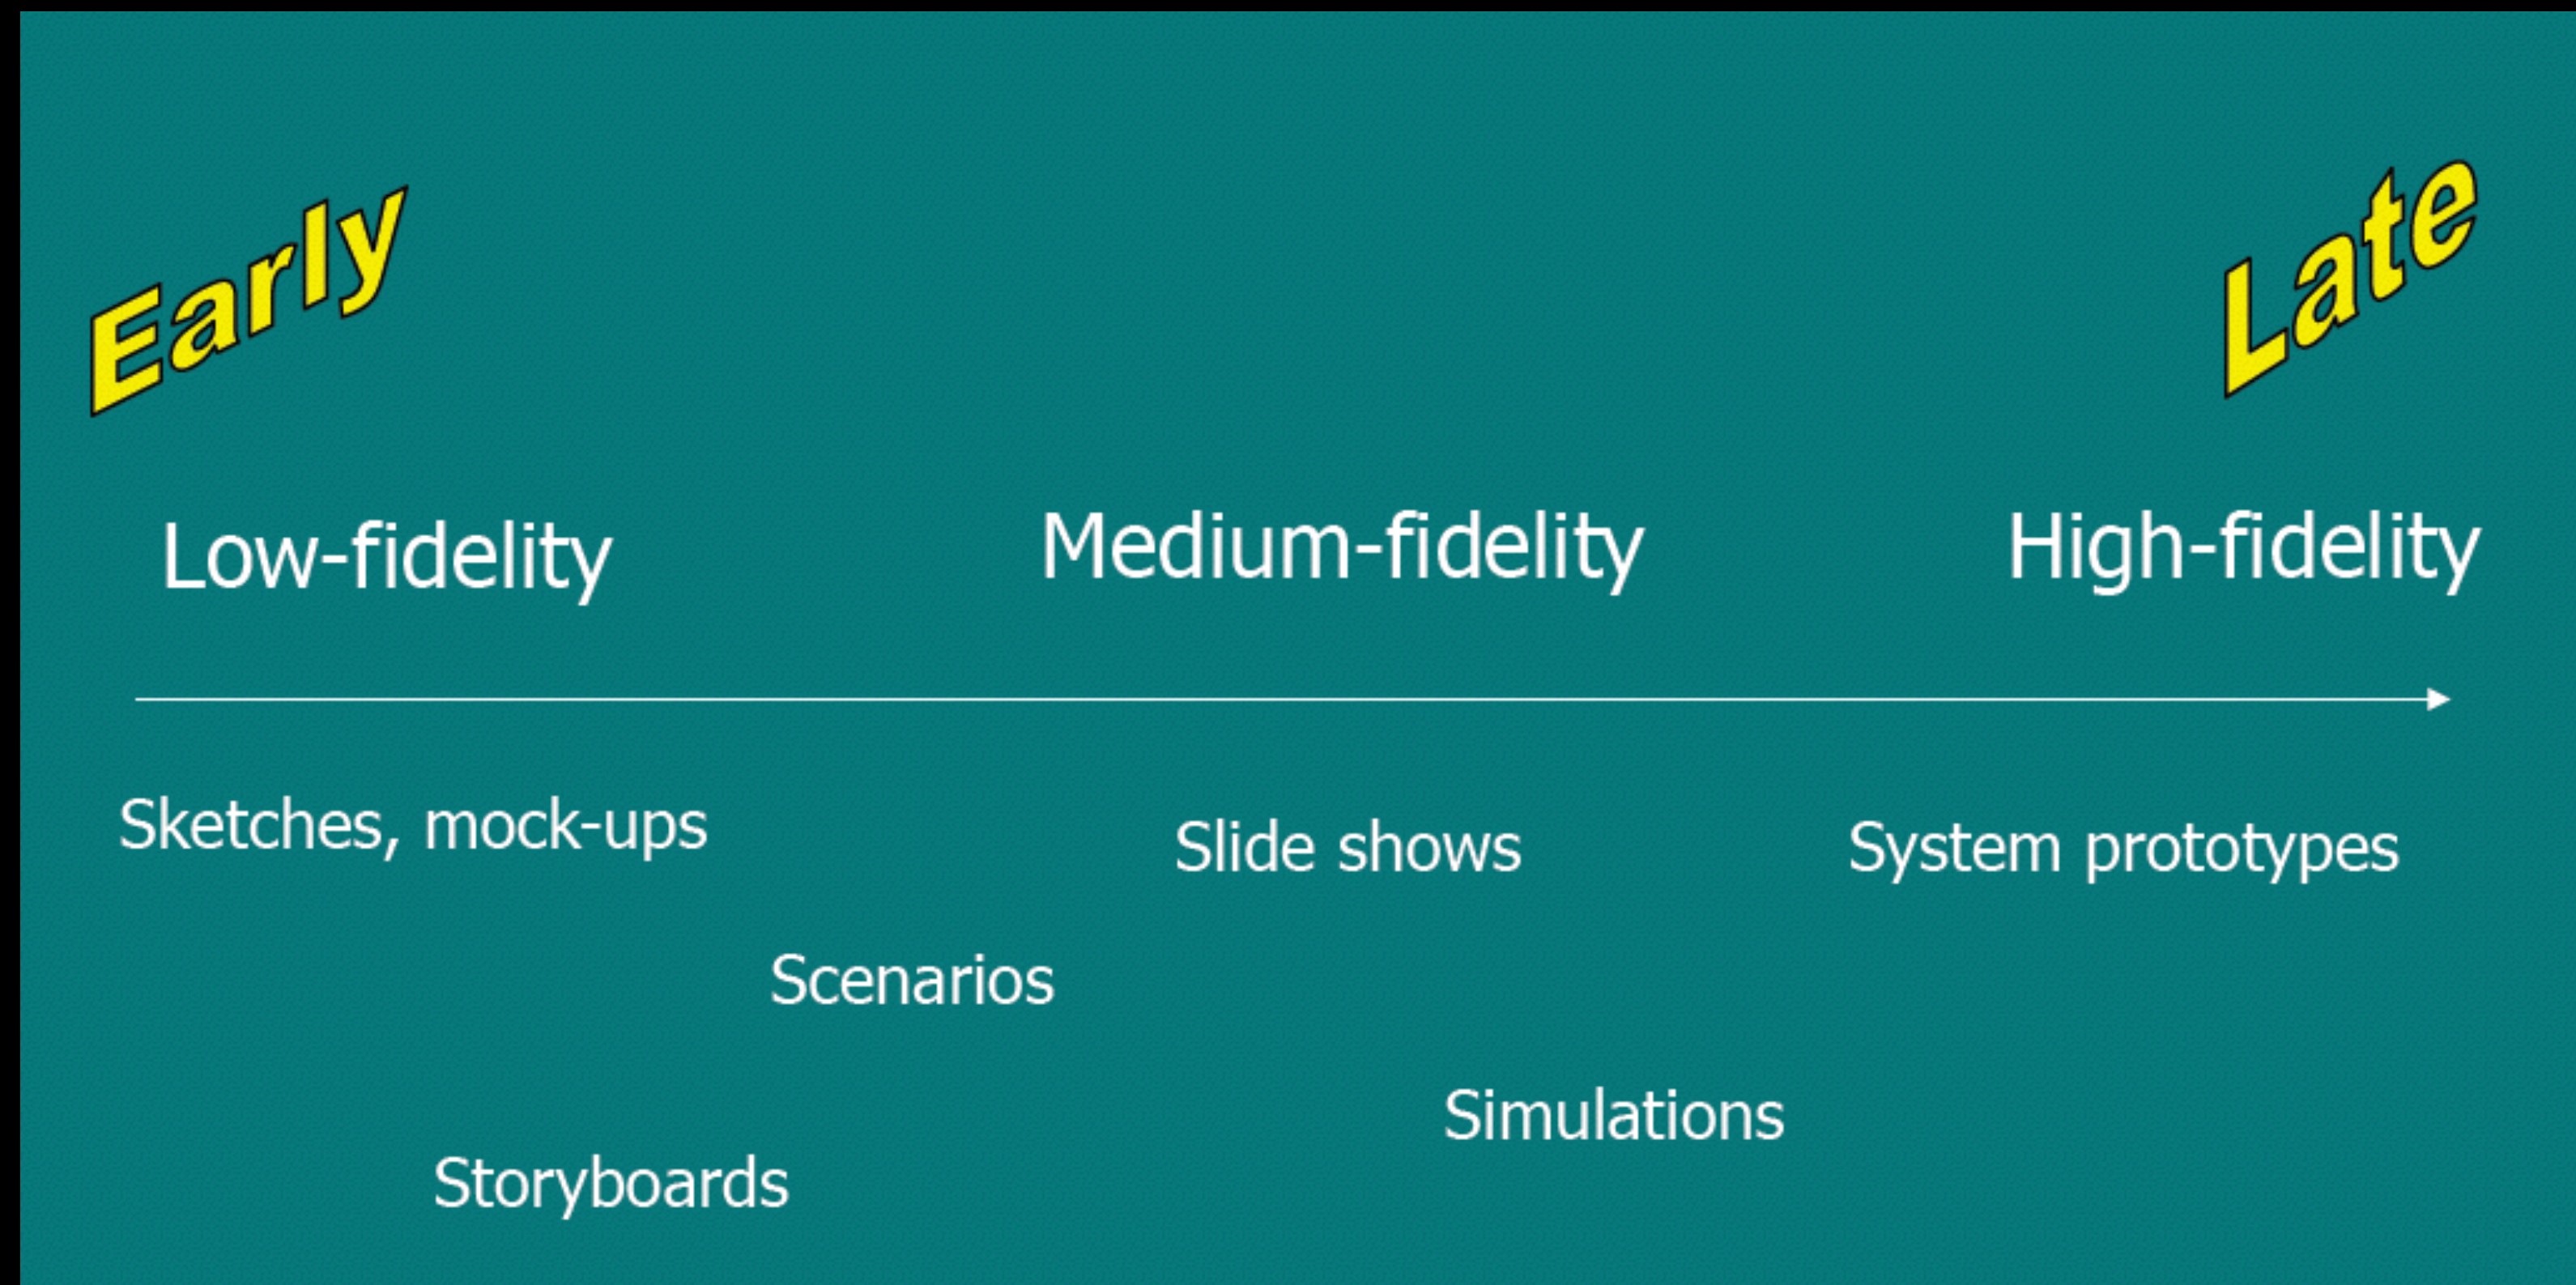 Early
Late
Low-fidelity
Medium-fidelity
High-fidelity
Sketches, mock-ups
Slide shows
System prototypes
Scenarios
Simulations
Storyboards